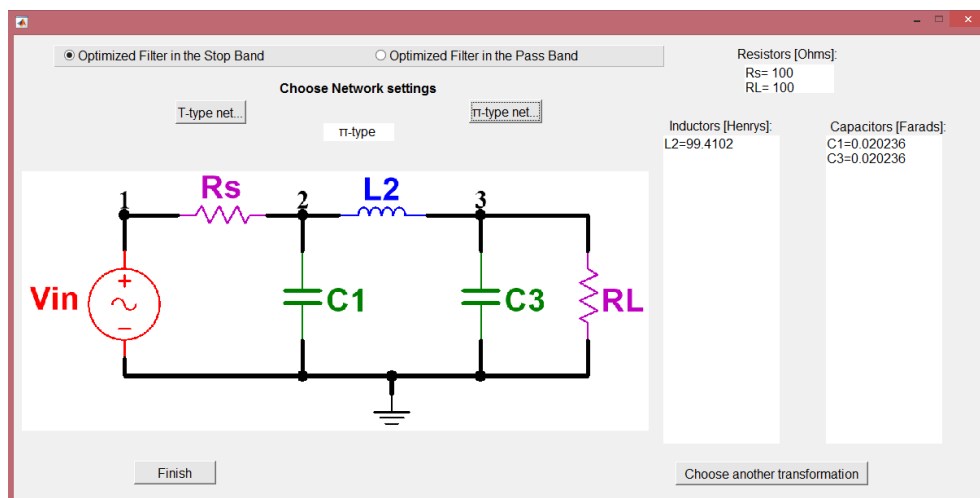 Optimized Filter in the Stop Band
Optimized Filter in the Pass Band
Resistors [Ohms]:
Rs= 100
RL= 100
Choose Network settings
T-type net...
π-type net...
π-type
Inductors [Henrys]:
L2=99.4102
Capacitors [Farads]:
C1=0.020236
C3=0.020236
1
Rs
2
L2
3
Vin
C1
C3
RL
Finish
Choose another transformation